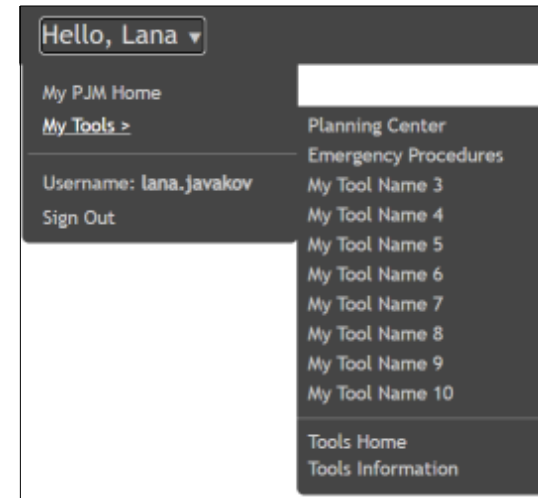 Hello, Lana ▾
My PJM Home
My Tools >
Username: lana.javakov
Sign Out
Planning Center
Emergency Procedures
My Tool Name 3
My Tool Name 4
My Tool Name 5
My Tool Name 6
My Tool Name 7
My Tool Name 8
My Tool Name 9
My Tool Name 10
Tools Home
Tools Information